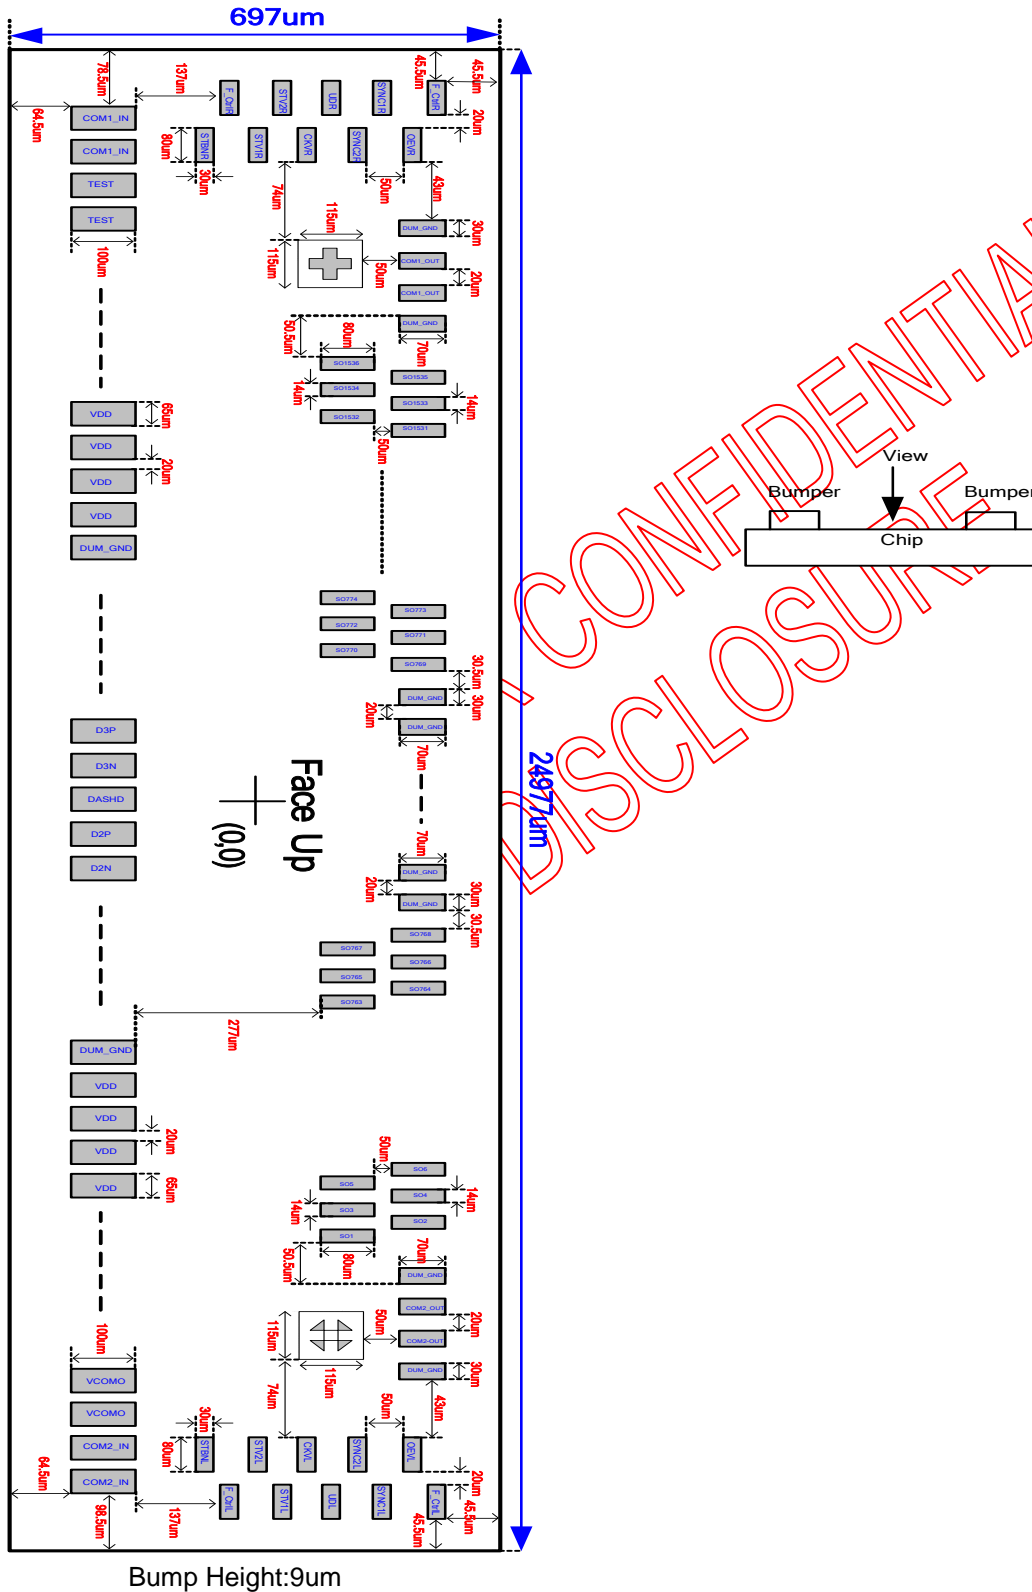 697um
78.5um
137um
45.5um
45.5um
64.5um
F_CtrlR
STV2R
UDR
SYNC1R
F_CtrlR
20um
COM1_IN
COM1_IN
TEST
TEST
80um
STBNR
STV1R
CKVR
SYNC2R
OEVR
30um
74um
50um
43um
115um
115um
100um
DUM_GND
30um
COM1_OUT
50um
20um
COM1_OUT
DUM_GND
50.5um
80um
70um
SO1536
SO1535
SO1534
14um
SO1533
14um
SO1532
SO1531
50um
VDD
65um
VDD
20um
VDD
VDD
DUM_GND
View
Bumper
Bumper
Chip
CONFIDENTIA
DISCLOSURE
SO774
SO773
SO772
SO771
SO770
SO769
30.5um
DUM_GND
30um
20um
DUM_GND
70um
D3P
D3N
DASHD
D2P
D2N
Face Up
(0,0)
24977um
70um
DUM_GND
20um
DUM_GND
30um
30.5um
SO768
SO767
SO766
SO765
SO764
SO763
277um
DUM_GND
VDD
VDD
20um
VDD
VDD
65um
50um
SO6
SO5
SO4
14um
SO3
14um
SO2
SO1
50.5um
80um
70um
DUM_GND
COM2_OUT
20um
50um
COM2-OUT
115um
115um
DUM_GND
30um
100um
74um
50um
43um
VCOMO
VCOMO
COM2_IN
COM2_IN
30um
80um
STBNL
STV2L
CKVL
SYNC2L
OEVL
20um
F_CtrlL
STV1L
UDL
SYNC1L
F_CtrlL
64.5um
98.5um
137um
45.5um
45.5um
Bump Height:9um